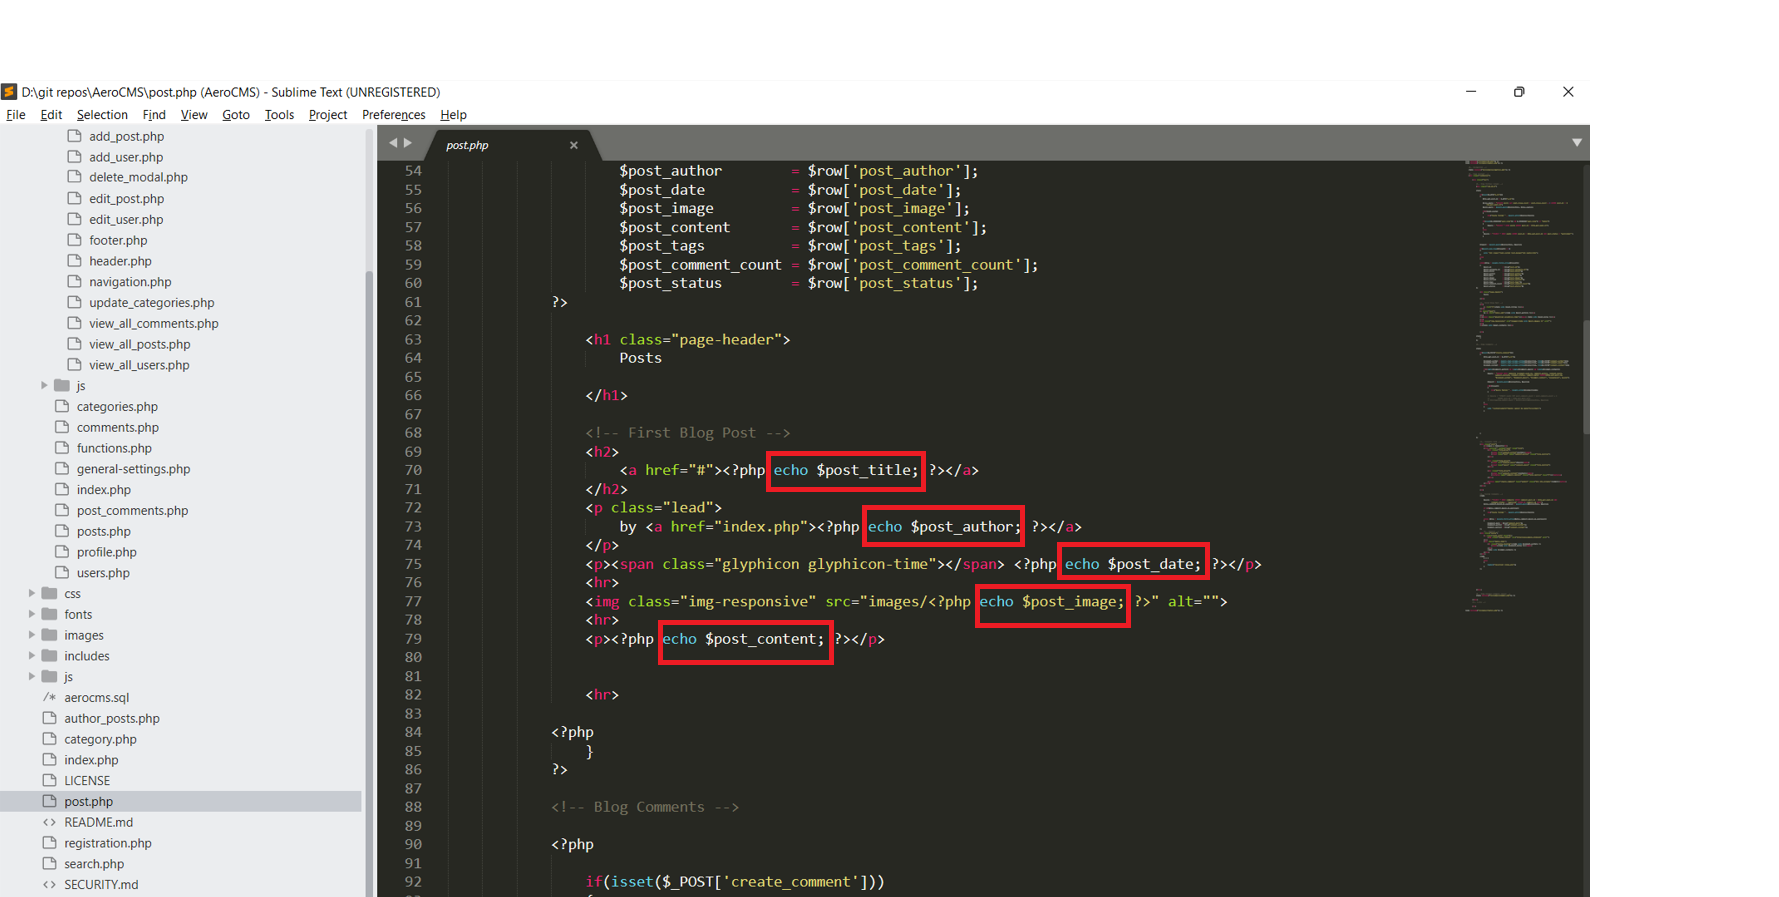 D:\git repos\AeroCMS\post.php (AeroCMS) - Sublime Text (UNREGISTERED)
File Edit Selection Find View Goto Tools Project Preferences Help
add_post.php
add_user.php
delete_modal.php
edit_post.php
edit_user.php
footer.php
header.php
navigation.php
update_categories.php
view_all_comments.php
view_all_posts.php
view_all_users.php
js
categories.php
comments.php
functions.php
general-settings.php
index.php
post_comments.php
posts.php
profile.php
users.php
css
fonts
images
includes
js
/* aerocms.sql
author_posts.php
category.php
index.php
LICENSE
post.php
<> README.md
registration.php
search.php
<> SECURITY.md
post.php
54 $post_author = $row['post_author'];
55 $post_date = $row['post_date'];
56 $post_image = $row['post_image'];
57 $post_content = $row['post_content'];
58 $post_tags = $row['post_tags'];
59 $post_comment_count = $row['post_comment_count'];
60 $post_status = $row['post_status'];
61 ?>
62
63 <h1 class="page-header">
64 Posts
65
66 </h1>
67
68 <!-- First Blog Post -->
69 <h2>
70 <a href="#"><?php echo $post_title; ?></a>
71 </h2>
72 <p class="lead">
73 by <a href="index.php"><?php echo $post_author; ?></a>
74 </p>
75 <p><span class="glyphicon glyphicon-time"></span> <?php echo $post_date; ?></p>
76 <hr>
77 <img class="img-responsive" src="images/<?php echo $post_image; ?>" alt="">
78 <hr>
79 <p><?php echo $post_content; ?></p>
80
81
82 <hr>
83
84 <?php
85 }
86 ?>
87
88 <!-- Blog Comments -->
89
90 <?php
91
92 if(isset($_POST['create_comment']))